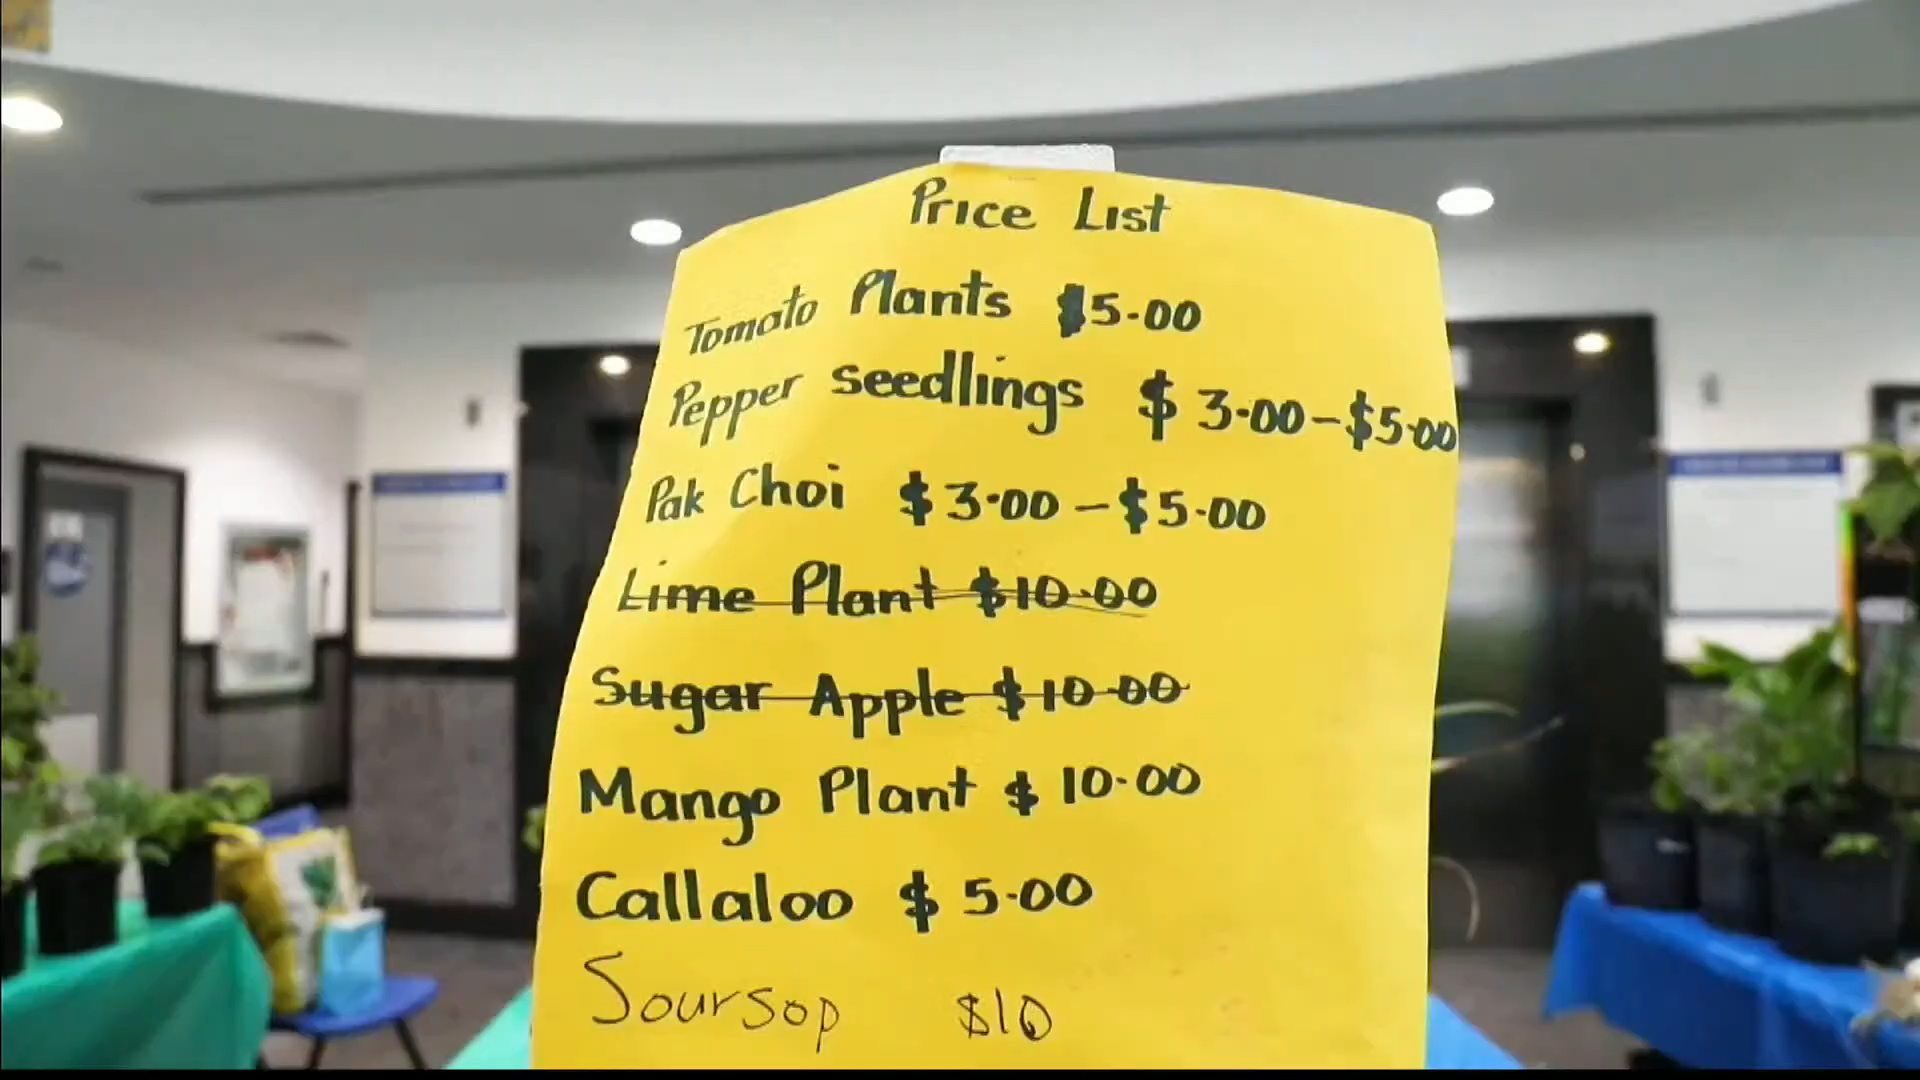 Price List
Tomato Plants $5.00
Pepper seedlings $3.00-$5.00
Pak Choi $3.00-$5.00
Lime Plant $10.00
Sugar Apple $10.00
Mango Plant $10.00
Callaloo $5.00
Soursop $10